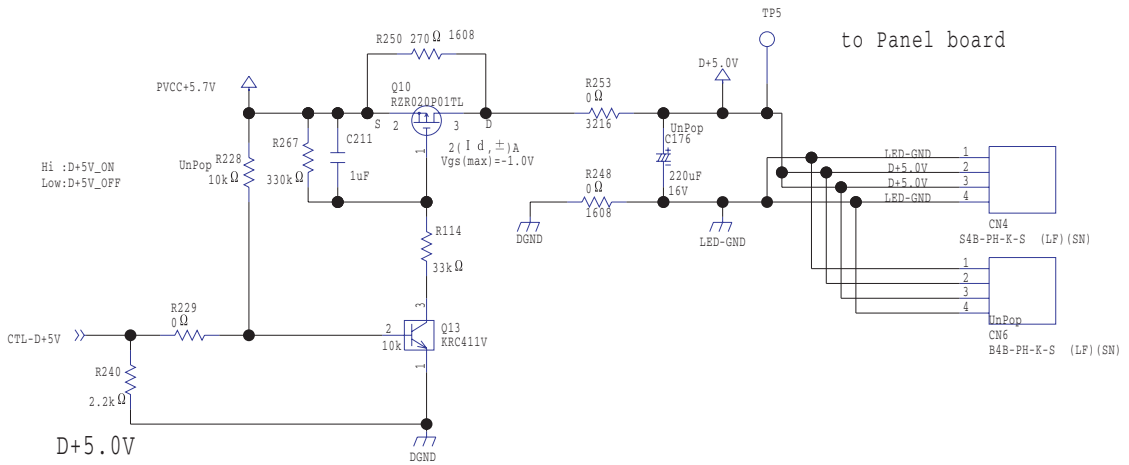 TP5
R250 270Ω 1608
to Panel board
Q10
D+5.0V
PVCC+5.7V
RZR020P01TL
R253
0Ω
3216
S 2 3 D
R267
C211
UnPop
C176
Hi :D+5V_ON
Low:D+5V_OFF
UnPop
R228
10kΩ
330kΩ
1uF
1
2(Id,±)A
Vgs(max)=-1.0V
220uF
16V
R248
0Ω
1608
LED-GND 1
D+5.0V 2
D+5.0V 3
LED-GND 4
CN4
S4B-PH-K-S (LF)(SN)
DGND
LED-GND
R114
33kΩ
1
2
3
4
UnPop
CN6
B4B-PH-K-S (LF)(SN)
R229
0Ω
3
CTL-D+5V
2
10k
Q13
KRC411V
1
R240
2.2kΩ
D+5.0V
DGND